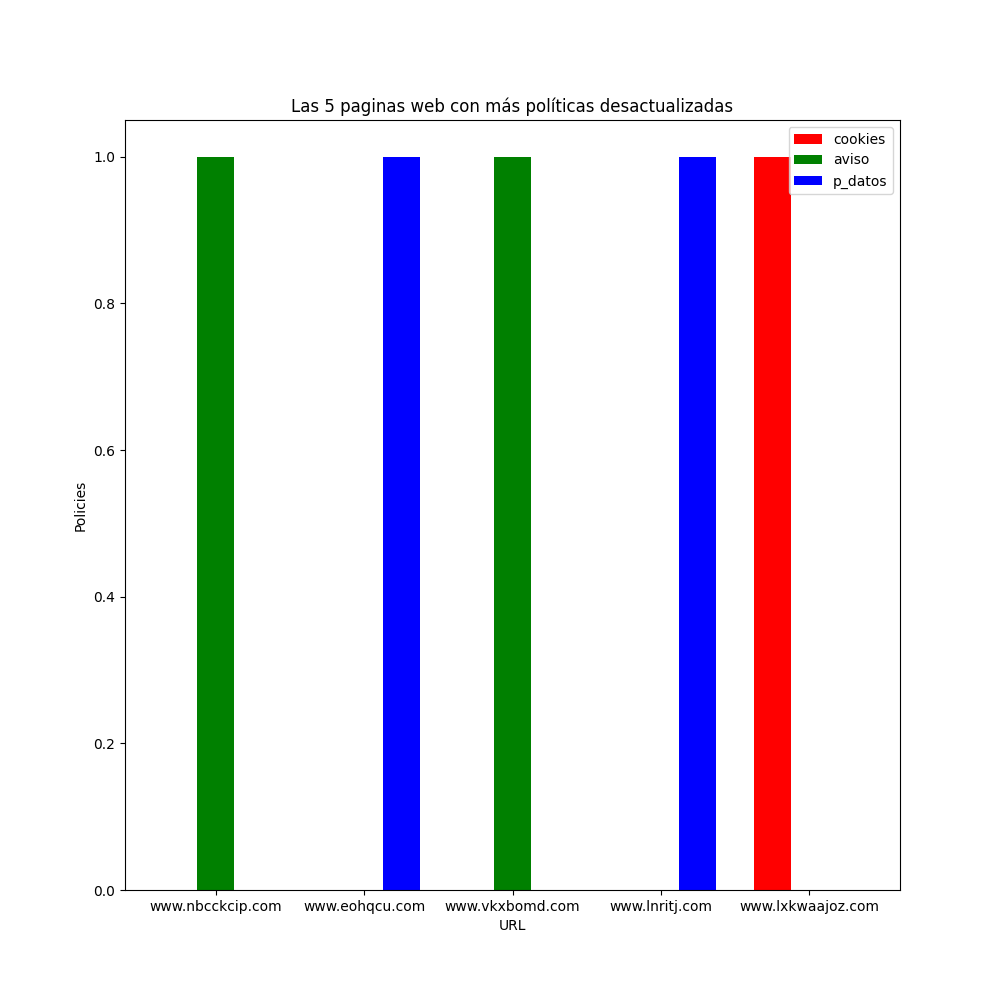 Las 5 paginas web con más políticas desactualizadas
cookies
aviso
p_datos
1.0
0.8
0.6
0.4
0.2
0.0
Policies
www.nbcckcip.com
www.eohqcu.com
www.vkxbomd.com
www.lnritj.com
www.lxkwaajoz.com
URL